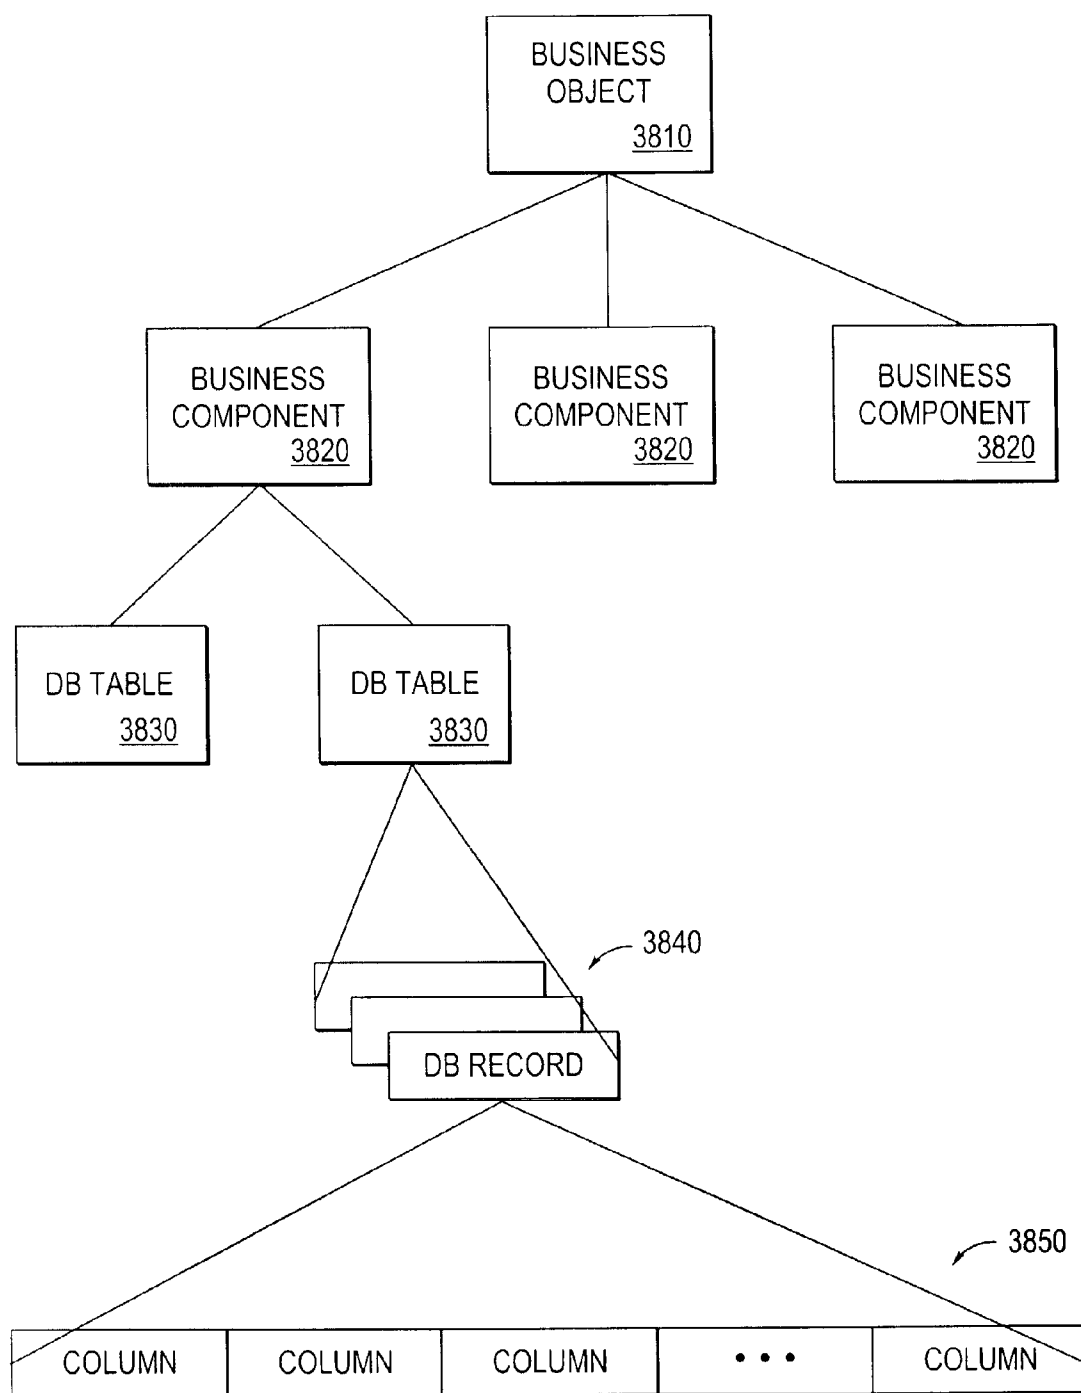 BUSINESS
OBJECT
3810
BUSINESS
COMPONENT
3820
BUSINESS
COMPONENT
3820
BUSINESS
COMPONENT
3820
DB TABLE
3830
DB TABLE
3830
3840
DB RECORD
3850
COLUMN COLUMN COLUMN ••• COLUMN